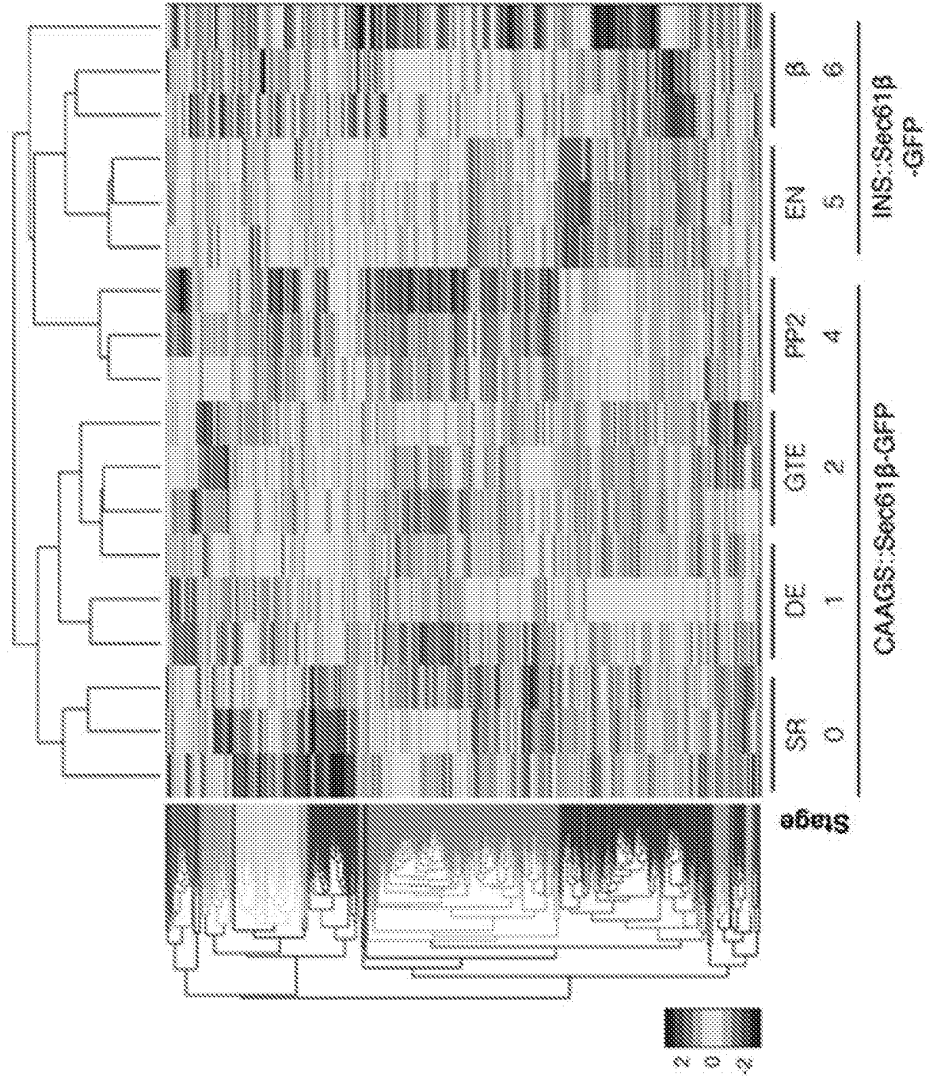 Stage
SR DE GTE PP2 EN β
0 1 2 4 5 6
CAAGS::Sec61β-GFP
INS::Sec61β
-GFP
2
0
-2